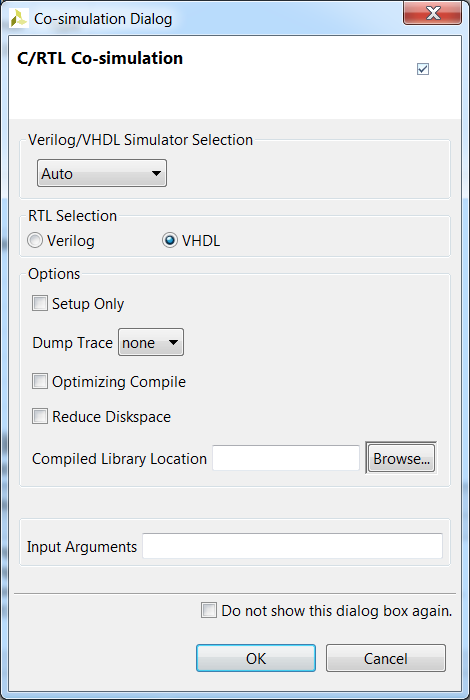 Co-simulation Dialog
C/RTL Co-simulation
Verilog/VHDL Simulator Selection
Auto
RTL Selection
Verilog VHDL
Options
Setup Only
Dump Trace none
Optimizing Compile
Reduce Diskspace
Compiled Library Location Browse...
Input Arguments
Do not show this dialog box again.
OK Cancel